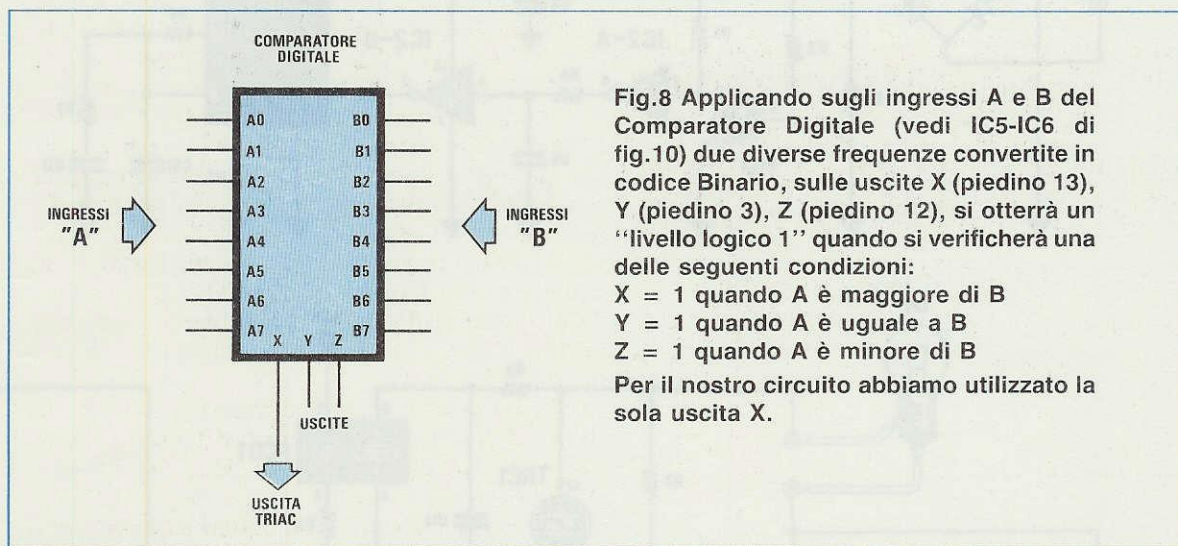 COMPARATORE
DIGITALE
A0 B0
A1 B1
A2 B2
A3 B3
A4 B4
A5 B5
A6 B6
A7 X Y Z B7
INGRESSI
"A"
INGRESSI
"B"
USCITE
USCITA
TRIAC
Fig.8 Applicando sugli ingressi A e B del
Comparatore Digitale (vedi IC5-IC6 di
fig.10) due diverse frequenze convertite in
codice Binario, sulle uscite X (piedino 13),
Y (piedino 3), Z (piedino 12), si otterrà un
‘‘livello logico 1’’ quando si verificherà una
delle seguenti condizioni:
X = 1 quando A è maggiore di B
Y = 1 quando A è uguale a B
Z = 1 quando A è minore di B
Per il nostro circuito abbiamo utilizzato la
sola uscita X.